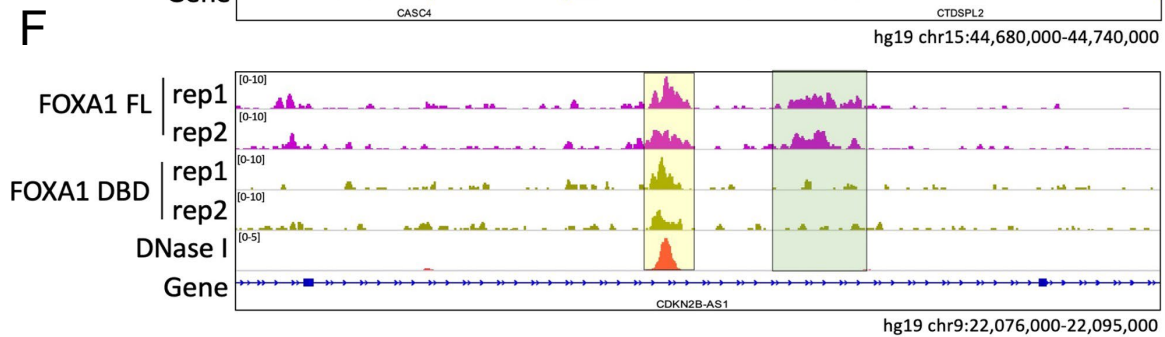 Gene
CASC4 CTDSPL2
F
hg19 chr15:44,680,000-44,740,000
FOXA1 FL
rep1
[0-10]
rep2
[0-10]
FOXA1 DBD
rep1
[0-10]
rep2
[0-10]
DNase I
[0-5]
Gene
CDKN2B-AS1
hg19 chr9:22,076,000-22,095,000